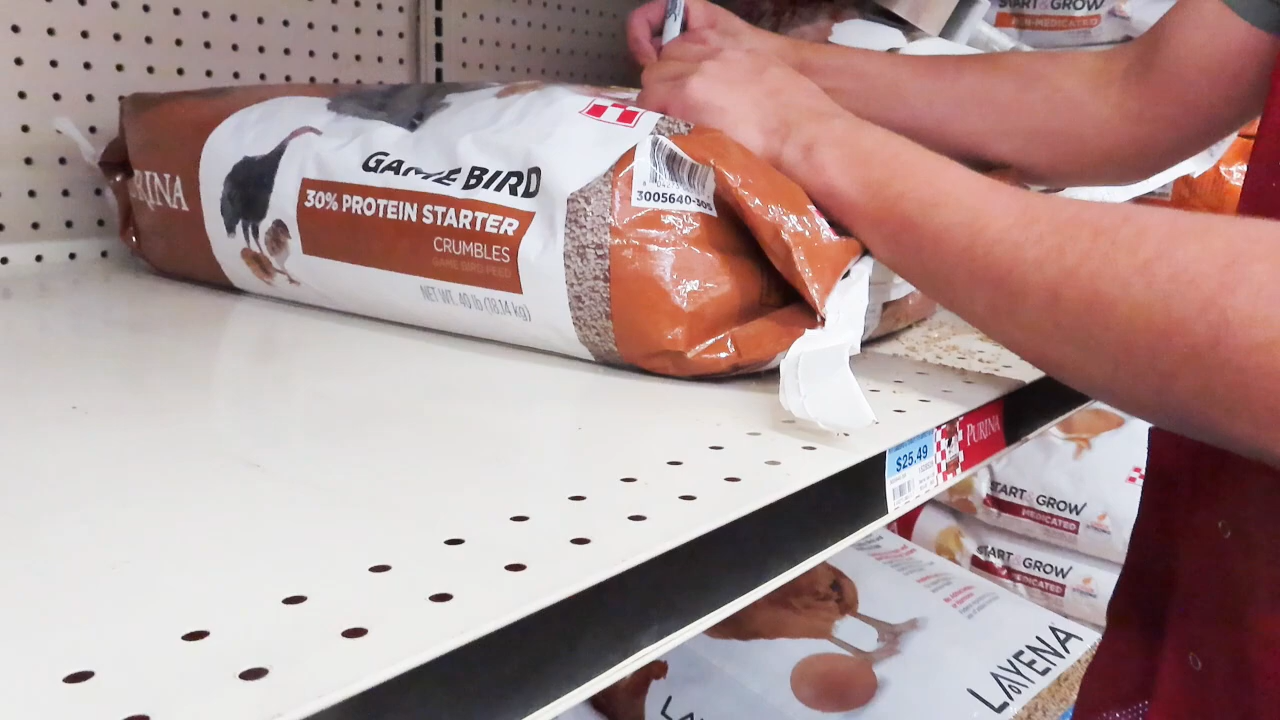 START & GROW
NON-MEDICATED
PURINA
GAME BIRD
30% PROTEIN STARTER
CRUMBLES
GAME BIRD FEED
NET WT. 40 lb (18.14 kg)
3005640-305
$25.49
PURINA
START & GROW
MEDICATED
START & GROW
MEDICATED
LAYENA